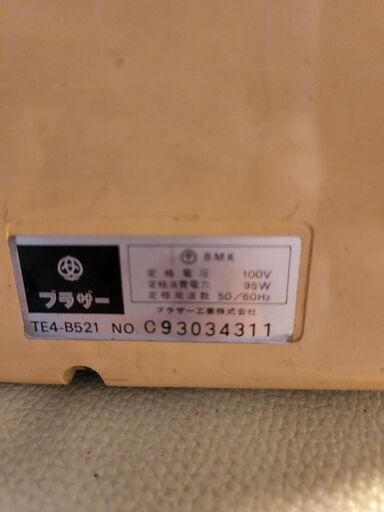 ブラザー
TE4-B521 NO. C93034311
B.M.K
定格電圧 100V
定格消費電力 95W
定格周波数 50/60Hz
ブラザー工業株式会社